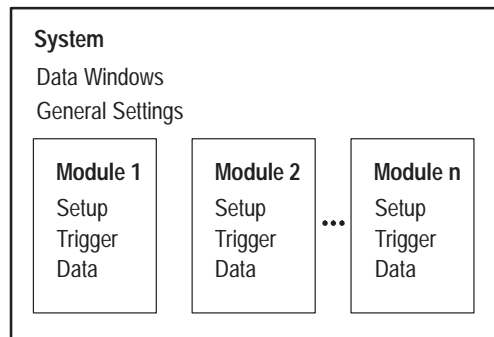 System
Data Windows
General Settings
Module 1
Setup
Trigger
Data
Module 2
Setup
Trigger
Data
...
Module n
Setup
Trigger
Data